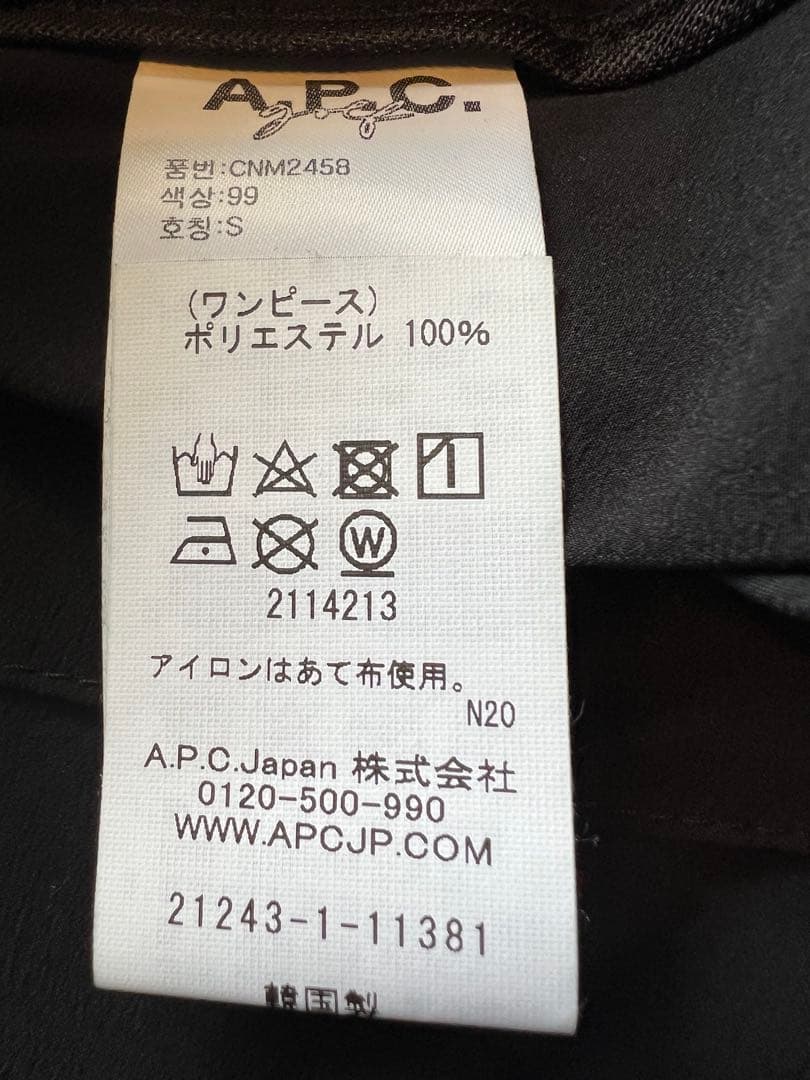 A.P.C.
품번:CNM2458
색상:99
호칭:S
(ワンピース)
ポリエステル 100%
W
2114213
アイロンはあて布使用。
N20
A.P.C.Japan 株式会社
0120-500-990
WWW.APCJP.COM
21243-1-11381
韓国製